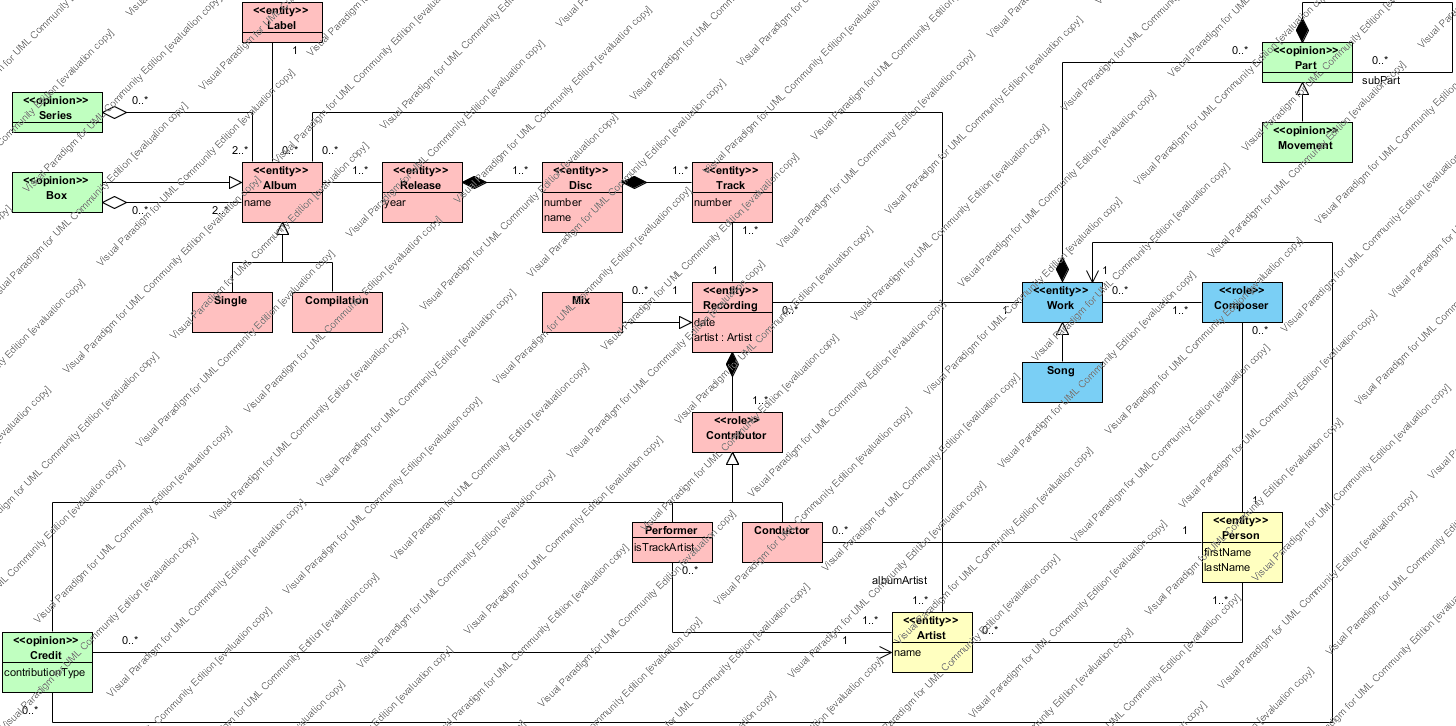 <<entity>>
Label
1
<<opinion>>
Series
0..*
2..*
0..*
0..*
<<opinion>>
Box
0..*
2..*
<<entity>>
Album
name
1..*
<<entity>>
Release
year
1..*
<<entity>>
Disc
number
name
1..*
<<entity>>
Track
number
1..*
1
Single
Compilation
Mix
0..*
1
<<entity>>
Recording
date
artist : Artist
0..*
1
1..*
<<role>>
Contributor
<<opinion>>
Part
0..*
0..*
subPart
<<opinion>>
Movement
1
<<entity>>
Work
0..*
1..*
<<role>>
Composer
0..*
Song
Performer
isTrackArtist
0..*
Conductor
0..*
1
1
<<entity>>
Person
firstName
lastName
1..*
albumArtist
1..*
1..*
1
<<entity>>
Artist
name
0..*
<<opinion>>
Credit
contributionType
0..*
0..*
Visual Paradigm for UML Community Edition [evaluation copy]